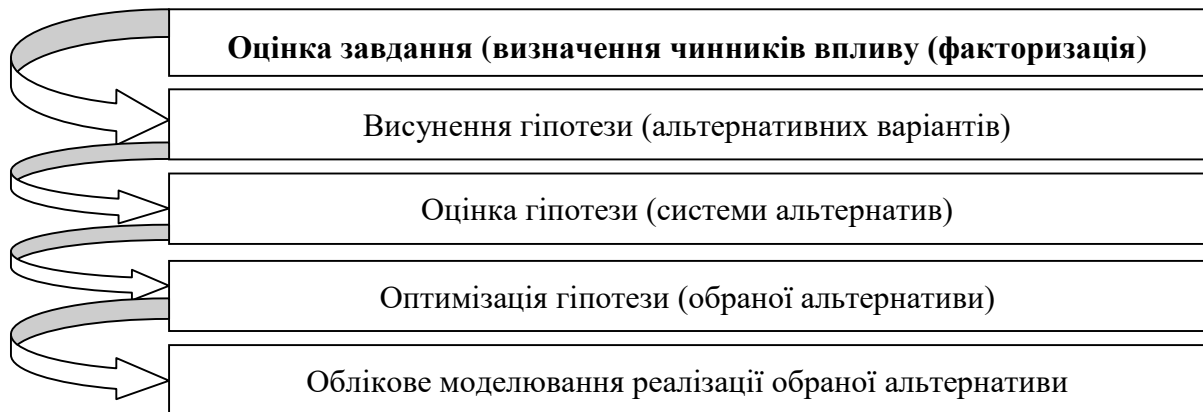 Оцінка завдання (визначення чинників впливу (факторизація)
Висунення гіпотези (альтернативних варіантів)
Оцінка гіпотези (системи альтернатив)
Оптимізація гіпотези (обраної альтернативи)
Облікове моделювання реалізації обраної альтернативи